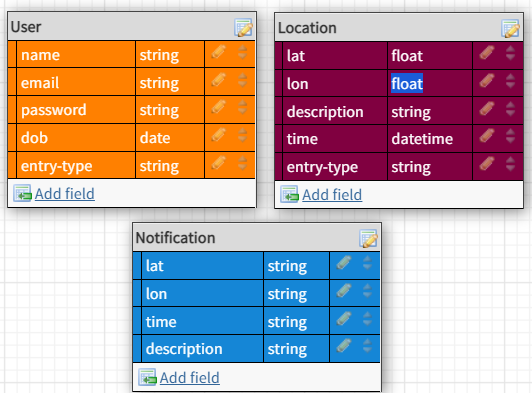 User
name string
email string
password string
dob date
entry-type string
Add field
Location
lat float
lon float
description string
time datetime
entry-type string
Add field
Notification
lat string
lon string
time string
description string
Add field